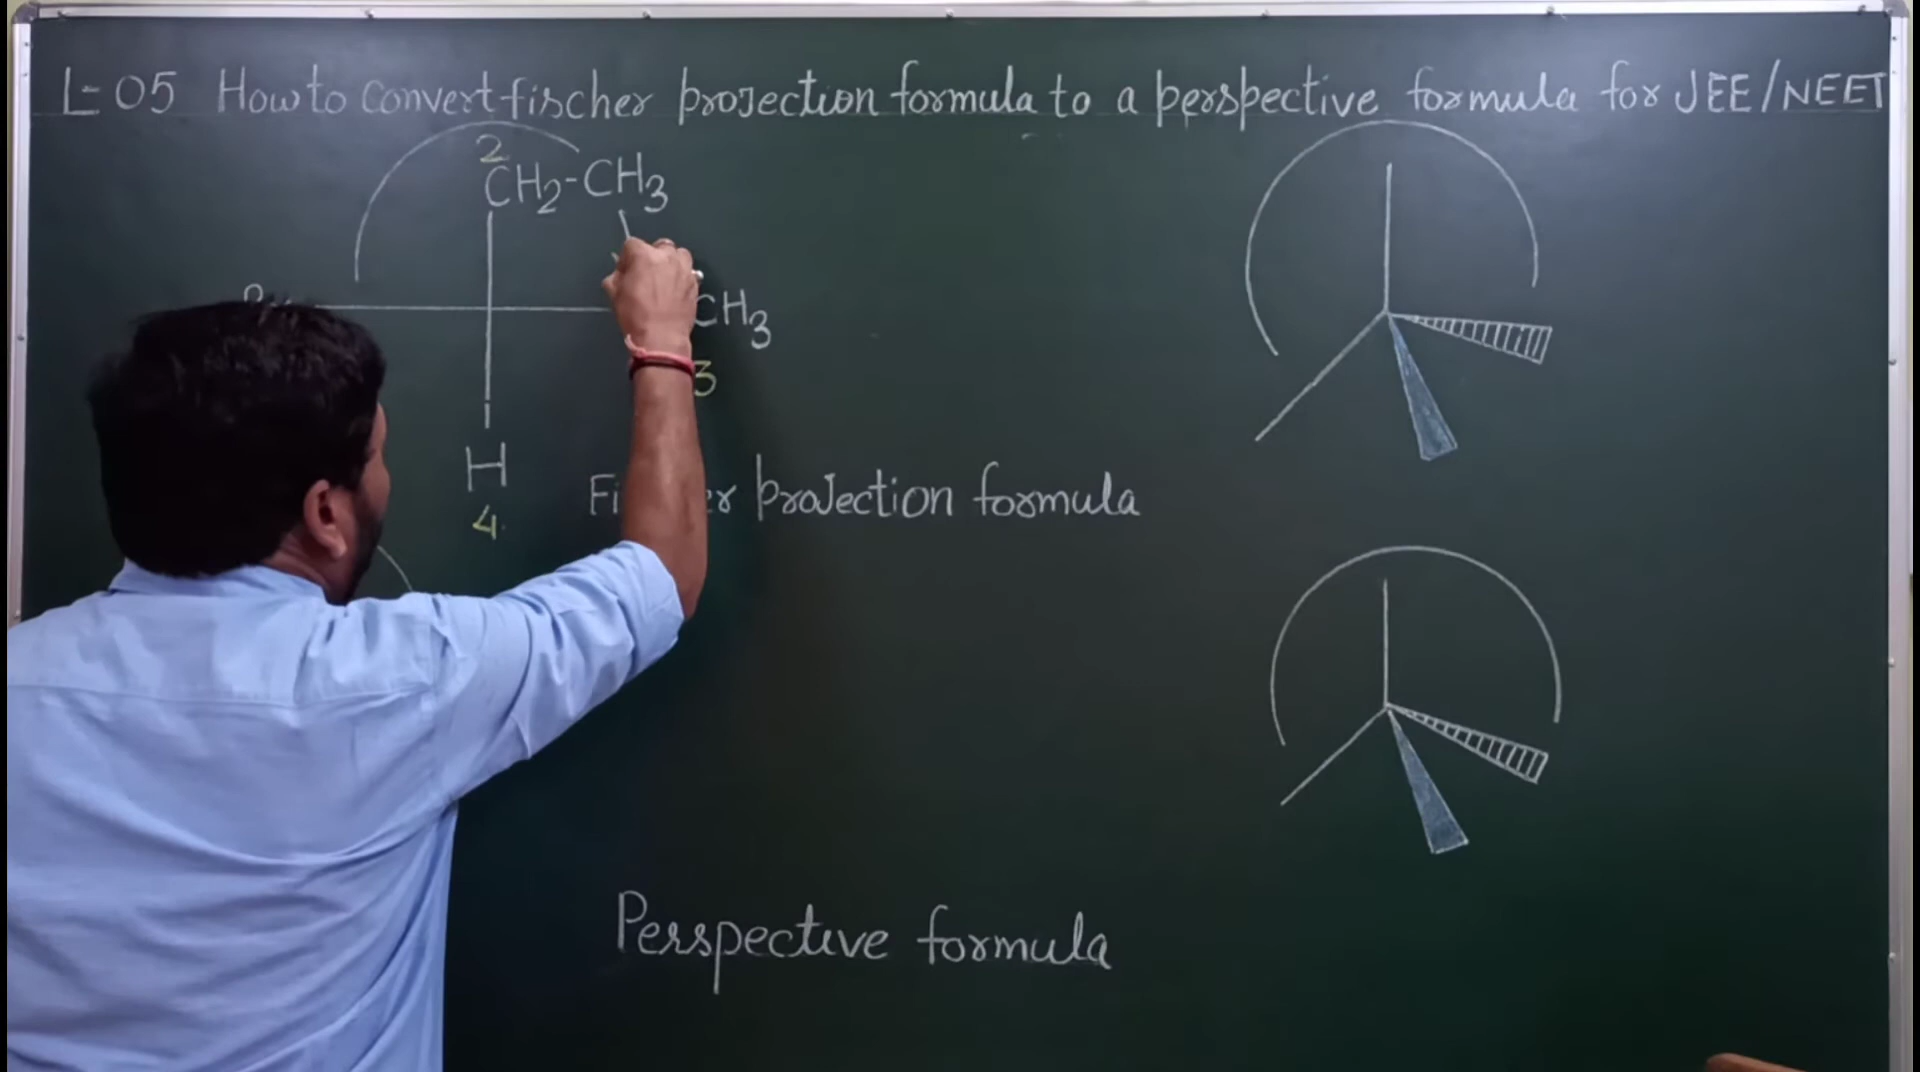 L-05 How to convert fischer projection formula to a perspective formula for JEE/NEET
2
CH2-CH3
CH3
3
H
4
projection formula
Perspective formula